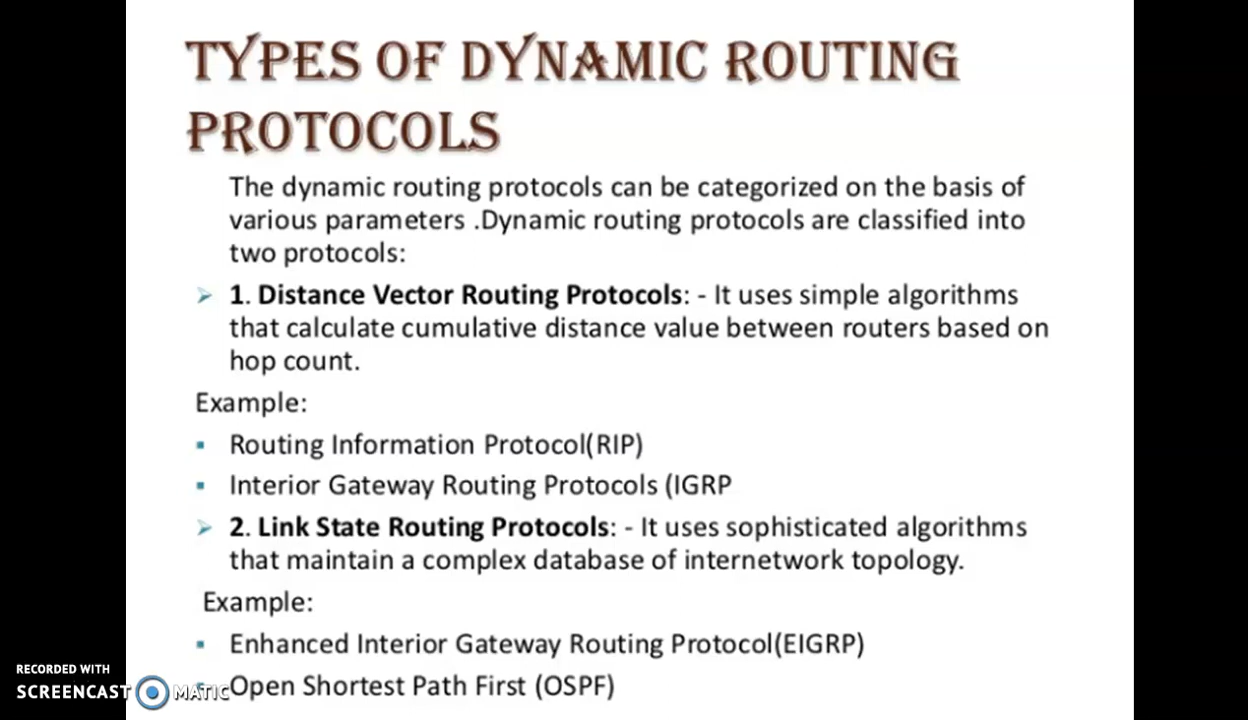 TYPES OF DYNAMIC ROUTING
PROTOCOLS
The dynamic routing protocols can be categorized on the basis of
various parameters .Dynamic routing protocols are classified into
two protocols:
➢ 1. Distance Vector Routing Protocols: - It uses simple algorithms
that calculate cumulative distance value between routers based on
hop count.
Example:
▪ Routing Information Protocol(RIP)
▪ Interior Gateway Routing Protocols (IGRP
➢ 2. Link State Routing Protocols: - It uses sophisticated algorithms
that maintain a complex database of internetwork topology.
Example:
▪ Enhanced Interior Gateway Routing Protocol(EIGRP)
▪ Open Shortest Path First (OSPF)
RECORDED WITH
SCREENCAST MATIC